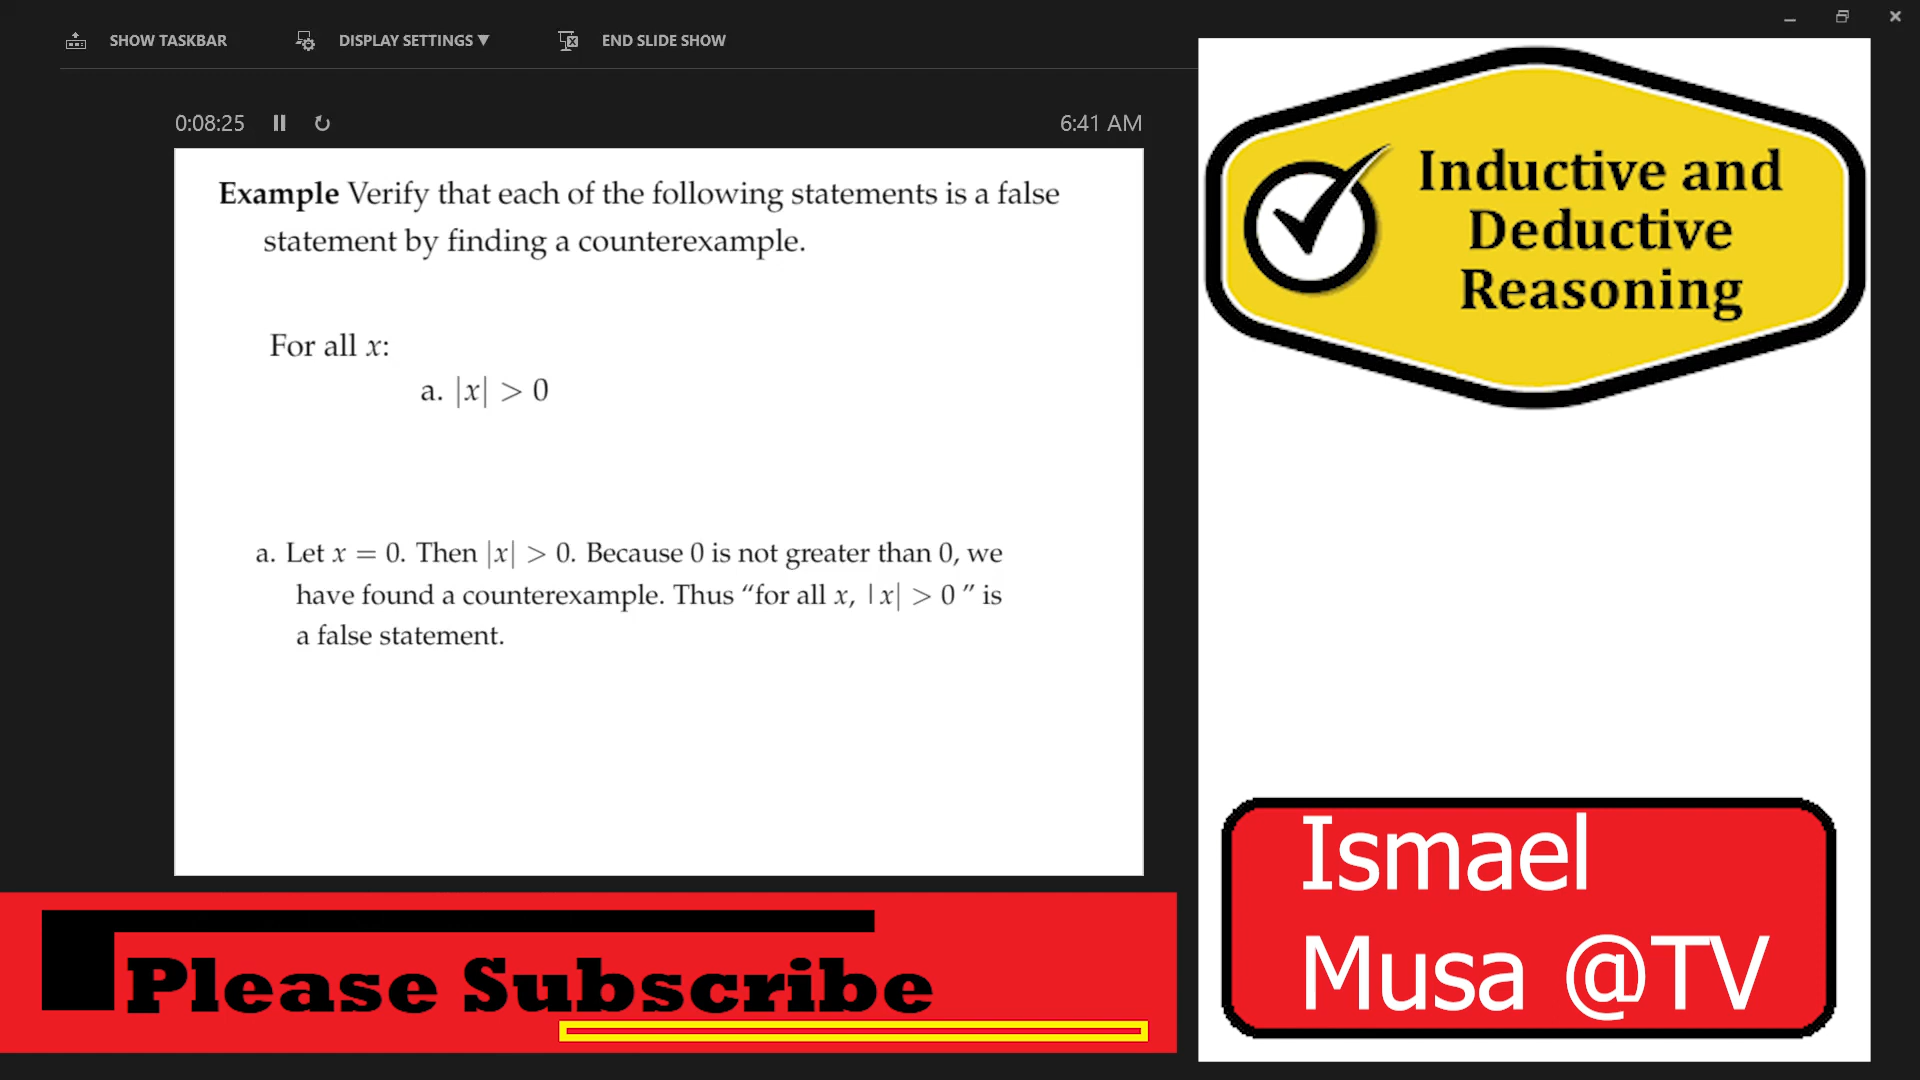 SHOW TASKBAR
DISPLAY SETTINGS ▼
END SLIDE SHOW
0:08:25
6:41 AM
Example Verify that each of the following statements is a false
statement by finding a counterexample.
For all x:
a. |x| > 0
a. Let x = 0. Then |x| > 0. Because 0 is not greater than 0, we
have found a counterexample. Thus “for all x, |x| > 0 ” is
a false statement.
Inductive and
Deductive
Reasoning
Please Subscribe
Ismael
Musa @TV